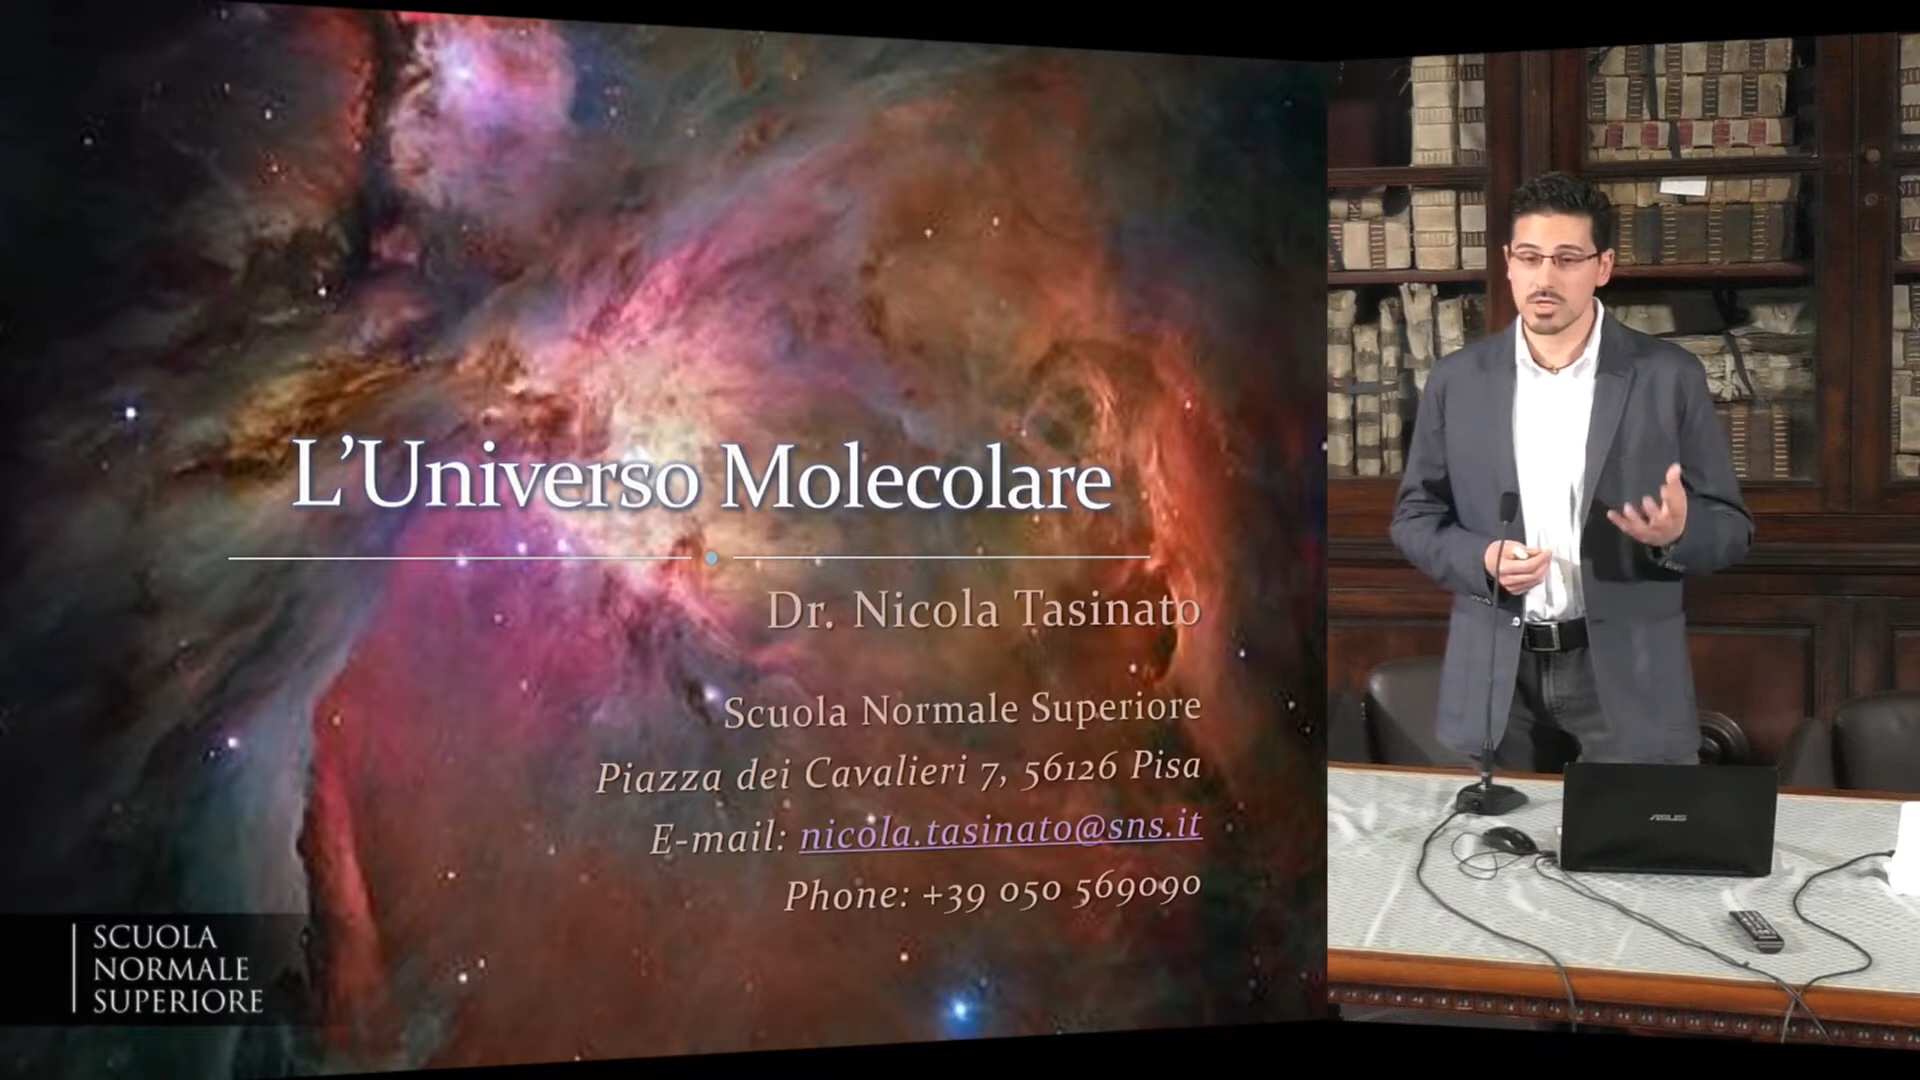 L'Universo Molecolare
Dr. Nicola Tasinato
Scuola Normale Superiore
Piazza dei Cavalieri 7, 56126 Pisa
E-mail: nicola.tasinato@sns.it
Phone: +39 050 569090
SCUOLA
NORMALE
SUPERIORE
ASUS